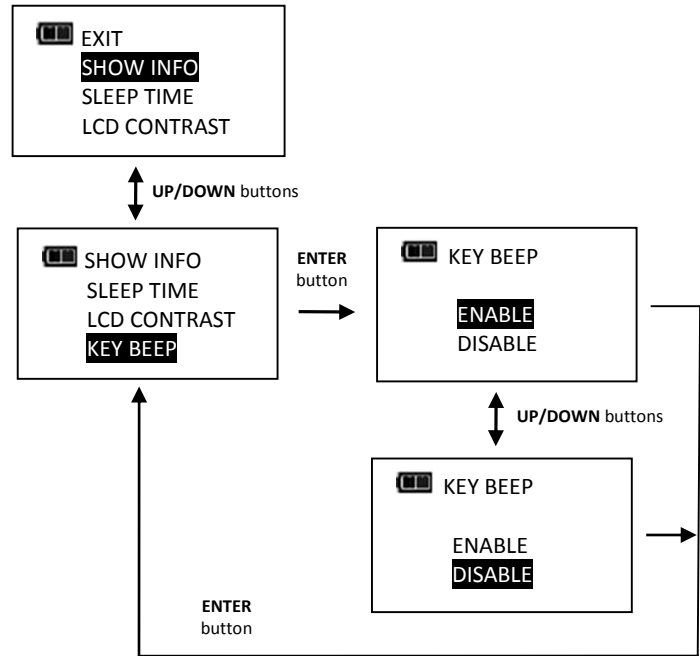 EXIT
SHOW INFO
SLEEP TIME
LCD CONTRAST
UP/DOWN buttons
SHOW INFO
SLEEP TIME
LCD CONTRAST
KEY BEEP
ENTER
button
KEY BEEP
ENABLE
DISABLE
UP/DOWN buttons
KEY BEEP
ENABLE
DISABLE
ENTER
button